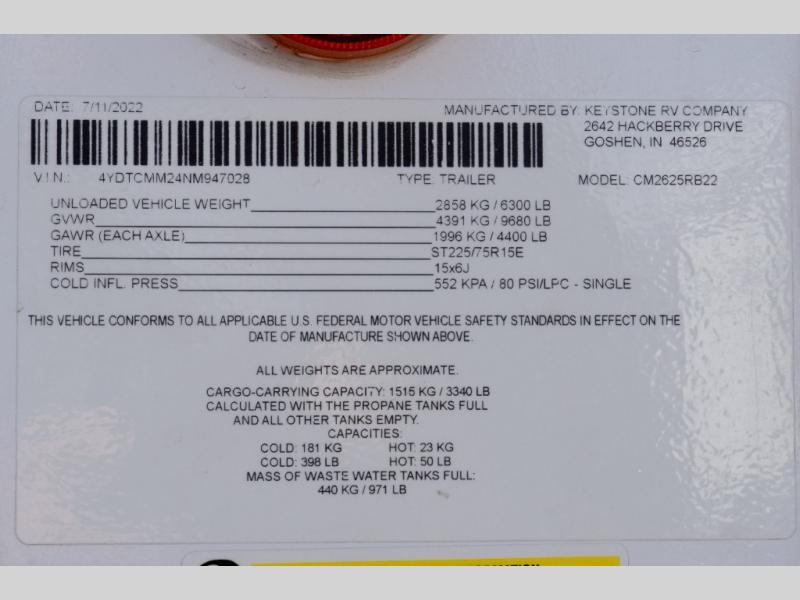 DATE: 7/11/2022
MANUFACTURED BY: KEYSTONE RV COMPANY
2642 HACKBERRY DRIVE
GOSHEN, IN 46526
V.I.N.: 4YDTCMM24NM947028 TYPE: TRAILER MODEL: CM2625RB22
UNLOADED VEHICLE WEIGHT 2858 KG / 6300 LB
GVWR 4391 KG / 9680 LB
GAWR (EACH AXLE) 1996 KG / 4400 LB
TIRE ST225/75R15E
RIMS 15x6J
COLD INFL. PRESS 552 KPA / 80 PSI/LPC - SINGLE
THIS VEHICLE CONFORMS TO ALL APPLICABLE U.S. FEDERAL MOTOR VEHICLE SAFETY STANDARDS IN EFFECT ON THE
DATE OF MANUFACTURE SHOWN ABOVE.
ALL WEIGHTS ARE APPROXIMATE.
CARGO-CARRYING CAPACITY: 1515 KG / 3340 LB
CALCULATED WITH THE PROPANE TANKS FULL
AND ALL OTHER TANKS EMPTY.
CAPACITIES:
COLD: 181 KG HOT: 23 KG
COLD: 398 LB HOT: 50 LB
MASS OF WASTE WATER TANKS FULL:
440 KG / 971 LB